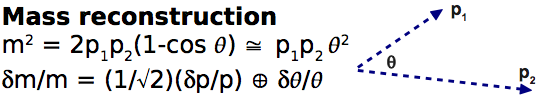 Mass reconstruction
m² = 2p₁p₂(1-cos θ) ≅ p₁p₂ θ²
δm/m = (1/√2)(δp/p) ⊕ δθ/θ
p₁
θ
p₂